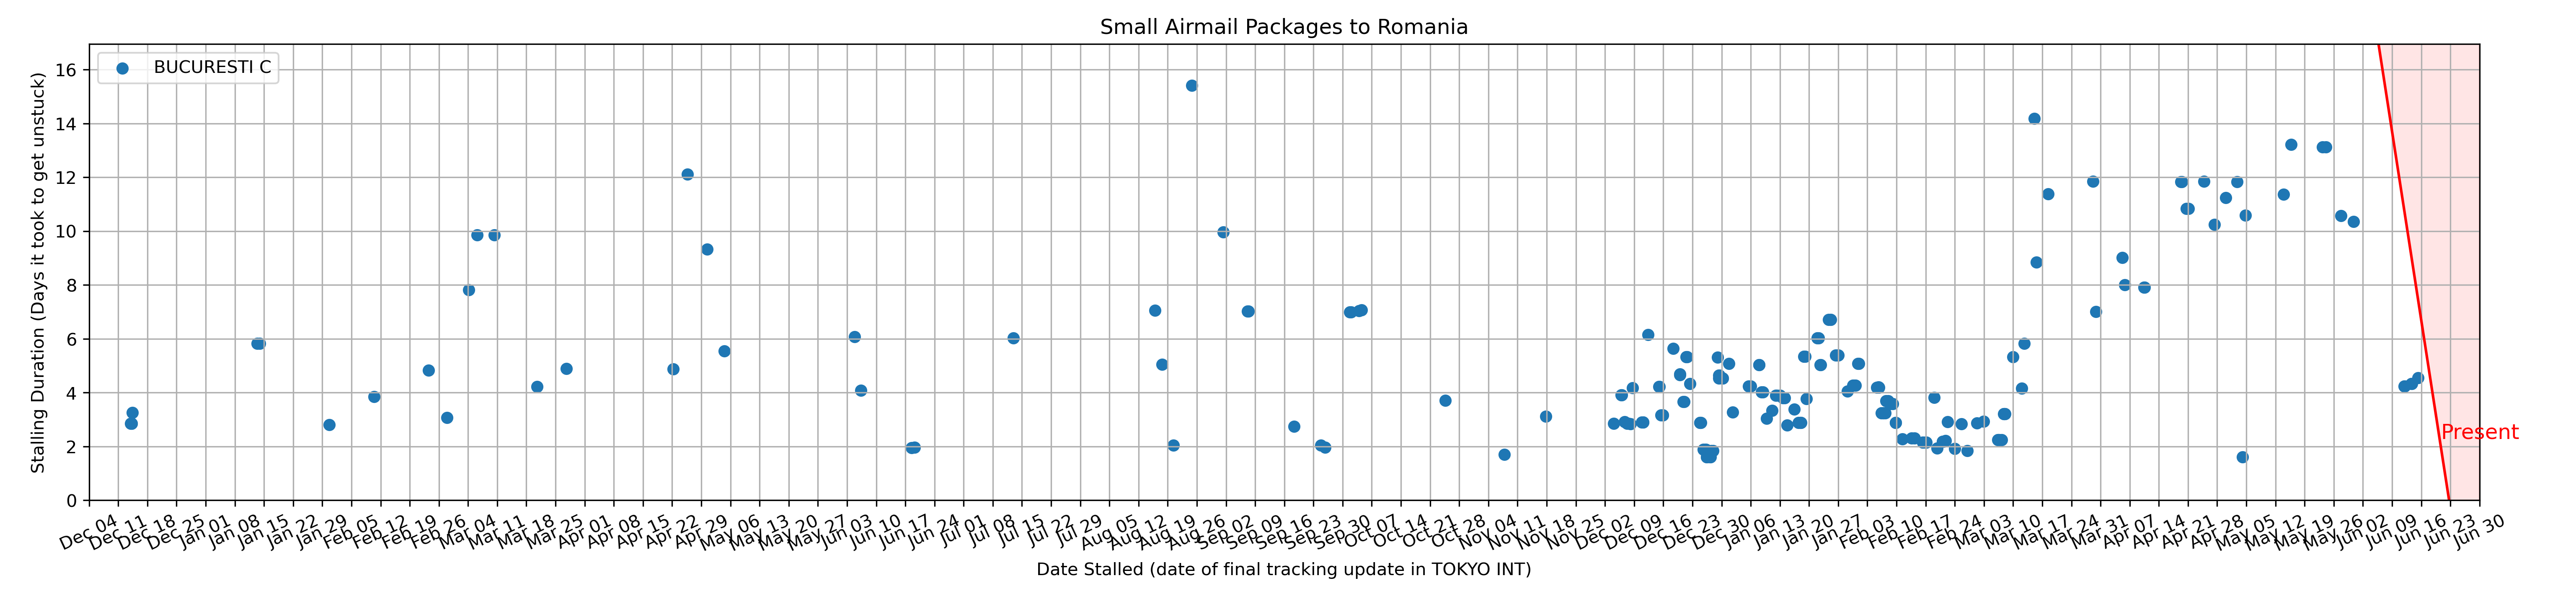 Small Airmail Packages to Romania
BUCURESTI C
Stalling Duration (Days it took to get unstuck)
16
14
12
10
8
6
4
2
0
Present
Dec 04
Dec 11
Dec 18
Dec 25
Jan 01
Jan 08
Jan 15
Jan 22
Jan 29
Feb 05
Feb 12
Feb 19
Feb 26
Mar 04
Mar 11
Mar 18
Mar 25
Apr 01
Apr 08
Apr 15
Apr 22
Apr 29
May 06
May 13
May 20
May 27
Jun 03
Jun 10
Jun 17
Jun 24
Jul 01
Jul 08
Jul 15
Jul 22
Jul 29
Aug 05
Aug 12
Aug 19
Aug 26
Sep 02
Sep 09
Sep 16
Sep 23
Sep 30
Oct 07
Oct 14
Oct 21
Oct 28
Nov 04
Nov 11
Nov 18
Nov 25
Dec 02
Dec 09
Dec 16
Dec 23
Dec 30
Jan 06
Jan 13
Jan 20
Jan 27
Feb 03
Feb 10
Feb 17
Feb 24
Mar 03
Mar 10
Mar 17
Mar 24
Mar 31
Apr 07
Apr 14
Apr 21
Apr 28
May 05
May 12
May 19
May 26
Jun 02
Jun 09
Jun 16
Jun 23
Jun 30
Date Stalled (date of final tracking update in TOKYO INT)